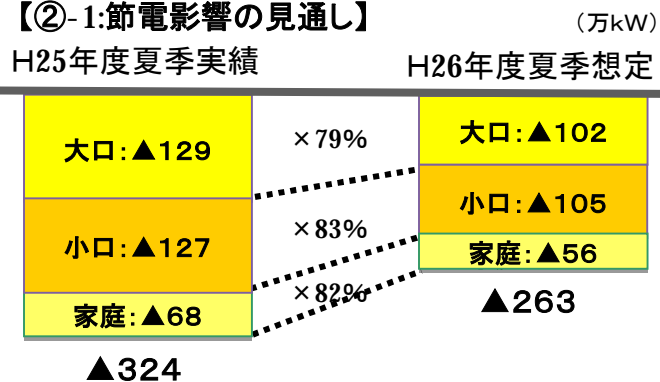 【②-1:節電影響の見通し】
（万kW）
H25年度夏季実績
H26年度夏季想定
大口：▲129
×79%
大口：▲102
小口：▲127
×83%
小口：▲105
家庭：▲68
×82%
家庭：▲56
▲324
▲263